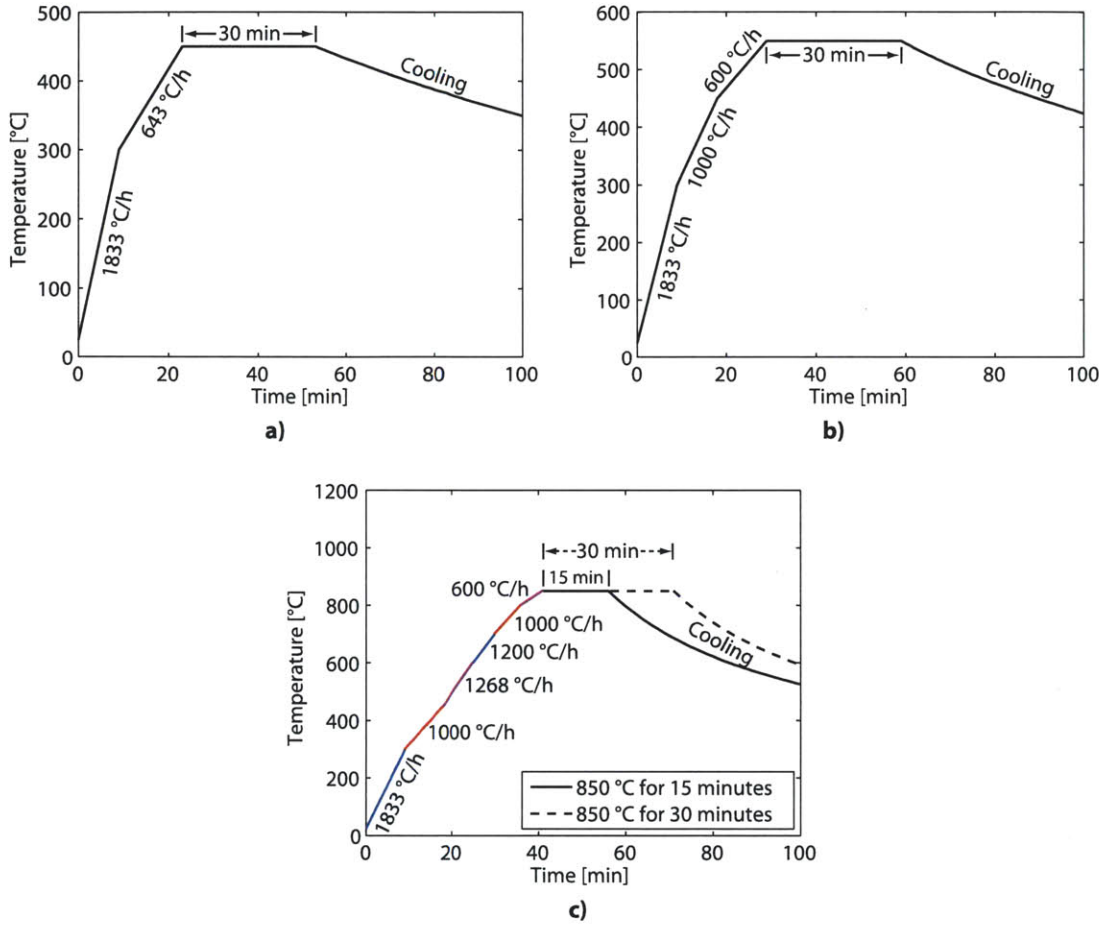 500
400
300
200
100
0
Temperature [°C]
0 20 40 60 80 100
Time [min]
30 min
1833 °C/h
643 °C/h
Cooling
a)
600
500
400
300
200
100
0
Temperature [°C]
0 20 40 60 80 100
Time [min]
30 min
1833 °C/h
1000 °C/h
600 °C/h
Cooling
b)
1200
1000
800
600
400
200
0
Temperature [°C]
0 20 40 60 80 100
Time [min]
30 min
15 min
600 °C/h
1000 °C/h
1200 °C/h
1268 °C/h
1000 °C/h
1833 °C/h
Cooling
850 °C for 15 minutes
850 °C for 30 minutes
c)